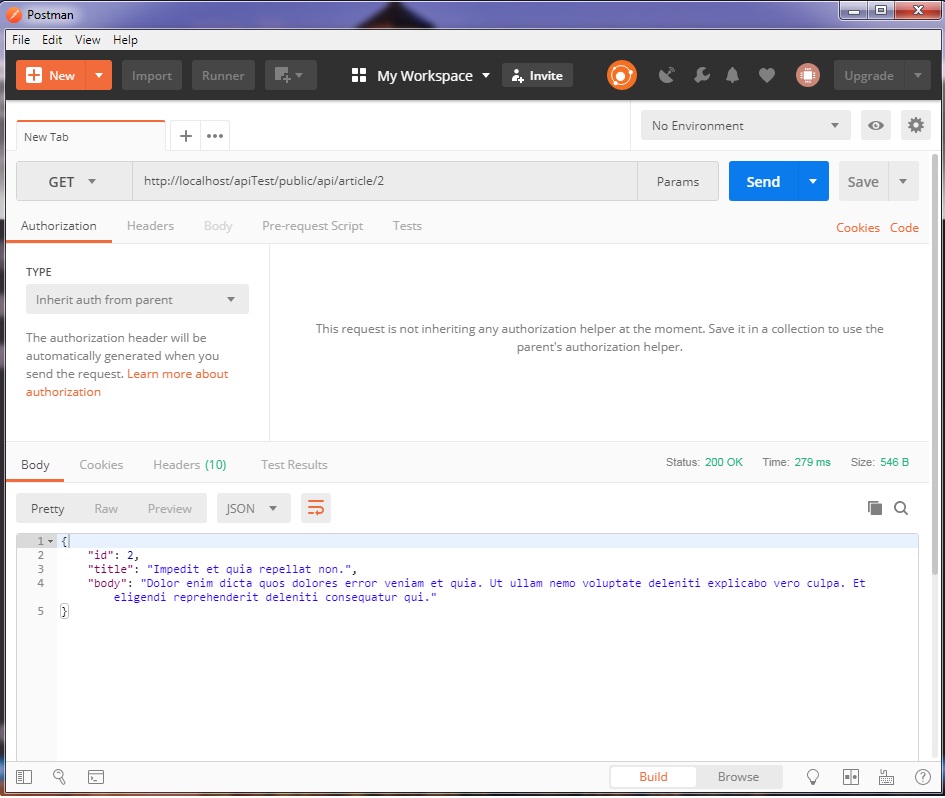 Postman
File Edit View Help
New Import Runner My Workspace Invite Upgrade
New Tab
No Environment
GET http://localhost/apiTest/public/api/article/2 Params Send Save
Authorization Headers Body Pre-request Script Tests Cookies Code
TYPE
Inherit auth from parent
The authorization header will be
automatically generated when you
send the request. Learn more about
authorization
This request is not inheriting any authorization helper at the moment. Save it in a collection to use the
parent's authorization helper.
Body Cookies Headers (10) Test Results Status: 200 OK Time: 279 ms Size: 546 B
Pretty Raw Preview JSON
1 {
2 "id": 2,
3 "title": "Impedit et quia repellat non.",
4 "body": "Dolor enim dicta quos dolores error veniam et quia. Ut ullam nemo voluptate deleniti explicabo vero culpa. Et
eligendi reprehenderit deleniti consequatur qui."
5 }
Build Browse